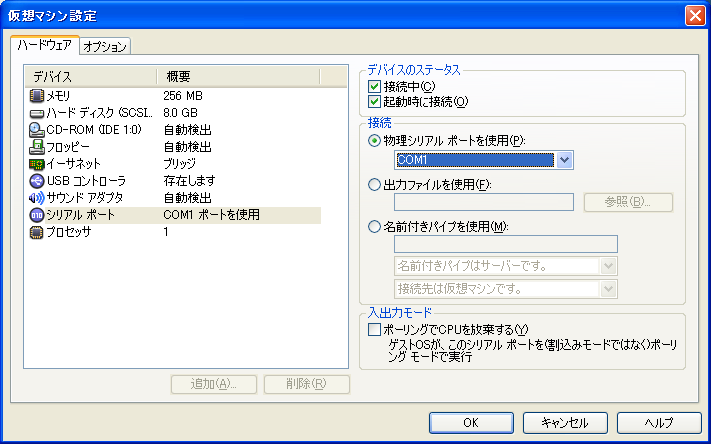 仮想マシン設定
ハードウェア オプション
デバイス 概要
メモリ 256 MB
ハード ディスク (SCSI... 8.0 GB
CD-ROM (IDE 1:0) 自動検出
フロッピー 自動検出
イーサネット ブリッジ
USB コントローラ 存在します
サウンド アダプタ 自動検出
シリアル ポート COM1 ポートを使用
プロセッサ 1
追加(A)... 削除(R)
デバイスのステータス
接続中(C)
起動時に接続(O)
接続
物理シリアル ポートを使用(P):
COM1
出力ファイルを使用(F):
参照(B)...
名前付きパイプを使用(M):
名前付きパイプはサーバーです。
接続先は仮想マシンです。
入出力モード
ポーリングでCPUを放棄する(Y)
ゲストOSが、このシリアル ポートを(割込みモードではなく)ポーリ
ング モードで実行
OK キャンセル ヘルプ